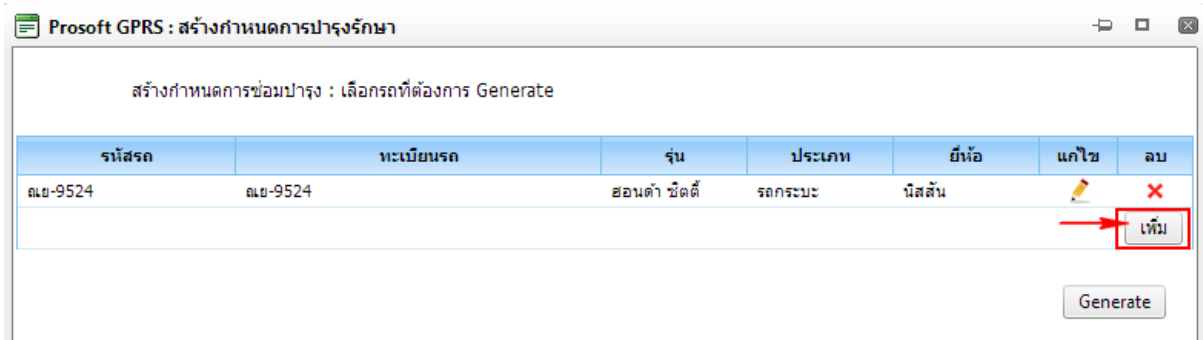 Prosoft GPRS : สร้างกำหนดการบำรุงรักษา
สร้างกำหนดการซ่อมบำรุง : เลือกรถที่ต้องการ Generate
รหัสรถ ทะเบียนรถ รุ่น ประเภท ยี่ห้อ แก้ไข ลบ
ณย-9524 ณย-9524 ฮอนด้า ซิตตี้ รถกระบะ นิสสัน
เพิ่ม
Generate